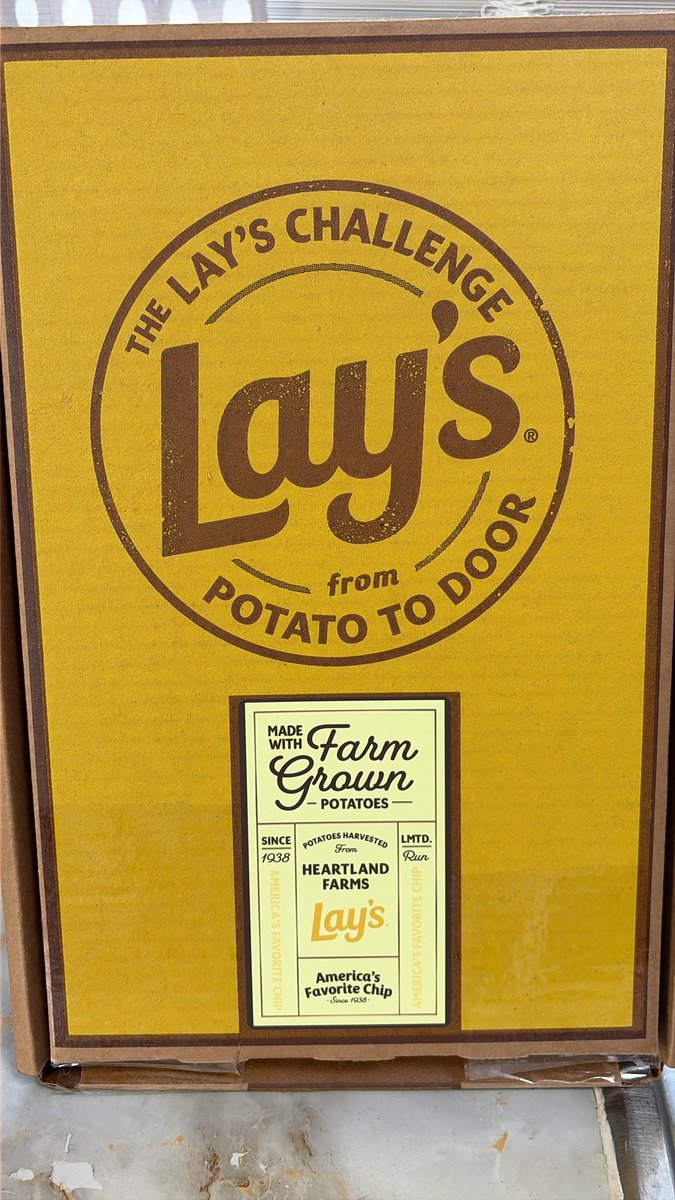 THE LAY'S CHALLENGE
Lay's®
from
POTATO TO DOOR
MADE
WITH
Farm
Grown
POTATOES
SINCE
1938
AMERICA'S FAVORITE CHIP
POTATOES HARVESTED
From
HEARTLAND
FARMS
Lay's®
America's
Favorite Chip
· Since 1938 ·
LMTD.
Run
AMERICA'S FAVORITE CHIP